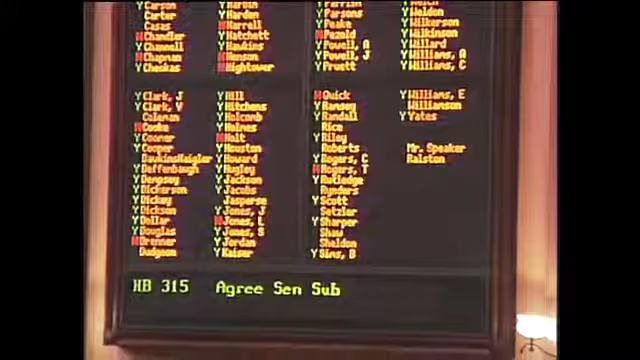 Y Carson
Carter
Casas
N Chandler
Y Channell
N Chapman
Y Cheokas
Y Clark, J
Y Clark, V
Coleman
N Cooke
Coomer
Y Cooper
DawkinsHaigler
Y Deffenbaugh
Y Dempsey
Y Dickerson
Y Dickey
Y Dickson
Y Dollar
Y Douglas
N Drenner
Dudgeon
Y Harbin
Y Harden
N Harrell
Y Hatchett
Y Hawkins
N Henson
N Hightower
Y Hill
Y Hitchens
Y Holcomb
Y Holmes
N Holt
Y Houston
Y Howard
Y Hugley
Y Jackson
Y Jacobs
Jasperse
Y Jones, J
N Jones, L
Y Jones, S
Y Jordan
Y Kaiser
Y Parrish
Y Parsons
Y Peake
N Pezold
Y Powell, A
Y Powell, J
Y Pruett
N Quick
Y Ramsey
Y Randall
Rice
Y Riley
Roberts
Y Rogers, C
N Rogers, T
Y Rutledge
Rynders
Y Scott
Setzler
Y Sharper
Shaw
Sheldon
Y Sims, B
Y Welch
Y Weldon
Y Wilkerson
Y Wilkinson
Y Willard
Y Williams, A
Y Williams, C
Y Williams, E
Williamson
Y Yates
Mr. Speaker
Ralston
HB 315 Agree Sen Sub